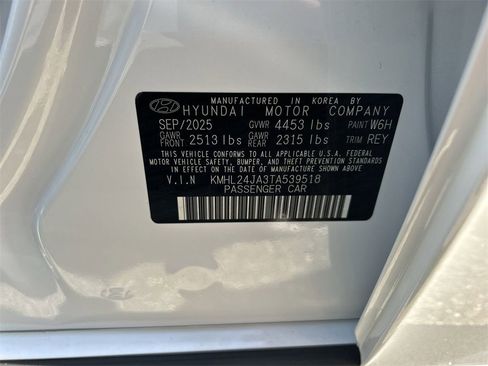 MANUFACTURED IN KOREA BY
HYUNDAI MOTOR COMPANY
SEP/2025 GVWR 4453 lbs PAINT W6H
GAWR FRONT 2513 lbs GAWR REAR 2315 lbs TRIM REY
THIS VEHICLE CONFORMS TO ALL APPLICABLE U.S.A. FEDERAL
MOTOR VEHICLE SAFETY, BUMPER, AND THEFT PREVENTION STANDARDS
IN EFFECT ON THE DATE OF MANUFACTURE SHOWN ABOVE.
V.I.N KMHL24JA3TA539518
PASSENGER CAR